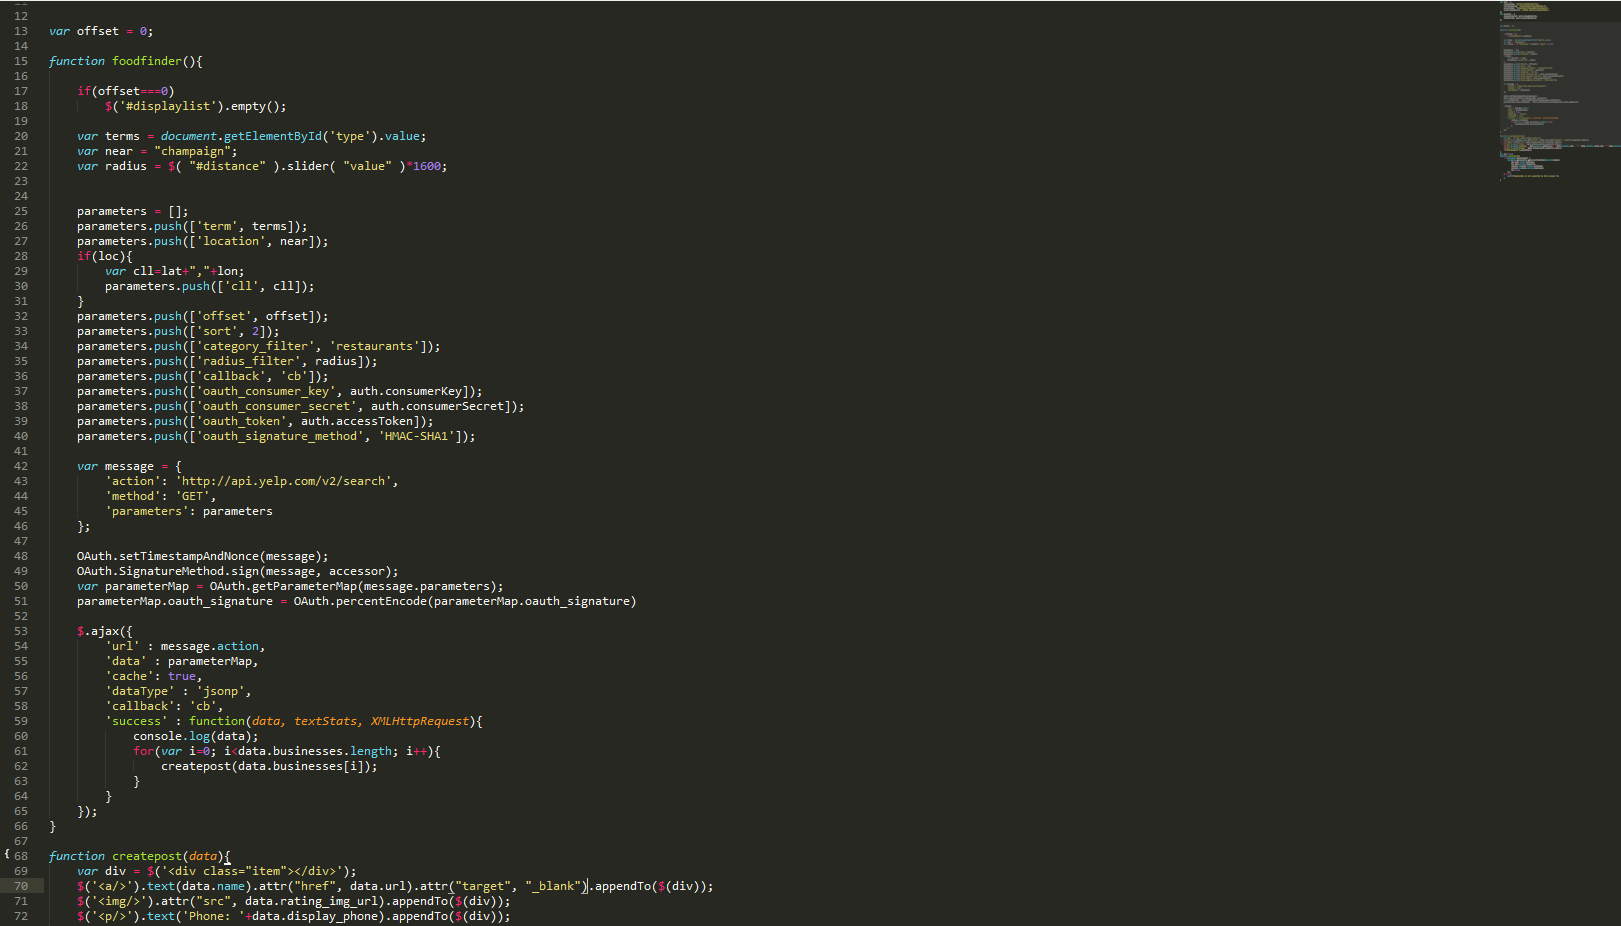 12
13 var offset = 0;
14
15 function foodfinder(){
16
17 if(offset===0)
18 $('#displaylist').empty();
19
20 var terms = document.getElementById('type').value;
21 var near = "champaign";
22 var radius = $( "#distance" ).slider( "value" )*1600;
23
24
25 parameters = [];
26 parameters.push(['term', terms]);
27 parameters.push(['location', near]);
28 if(loc){
29 var cll=lat+","+lon;
30 parameters.push(['cll', cll]);
31 }
32 parameters.push(['offset', offset]);
33 parameters.push(['sort', 2]);
34 parameters.push(['category_filter', 'restaurants']);
35 parameters.push(['radius_filter', radius]);
36 parameters.push(['callback', 'cb']);
37 parameters.push(['oauth_consumer_key', auth.consumerKey]);
38 parameters.push(['oauth_consumer_secret', auth.consumerSecret]);
39 parameters.push(['oauth_token', auth.accessToken]);
40 parameters.push(['oauth_signature_method', 'HMAC-SHA1']);
41
42 var message = {
43 'action': 'http://api.yelp.com/v2/search',
44 'method': 'GET',
45 'parameters': parameters
46 };
47
48 OAuth.setTimestampAndNonce(message);
49 OAuth.SignatureMethod.sign(message, accessor);
50 var parameterMap = OAuth.getParameterMap(message.parameters);
51 parameterMap.oauth_signature = OAuth.percentEncode(parameterMap.oauth_signature)
52
53 $.ajax({
54 'url' : message.action,
55 'data' : parameterMap,
56 'cache': true,
57 'dataType' : 'jsonp',
58 'callback': 'cb',
59 'success' : function(data, textStats, XMLHttpRequest){
60 console.log(data);
61 for(var i=0; i<data.businesses.length; i++){
62 createpost(data.businesses[i]);
63 }
64 }
65 });
66 }
67
{ 68 function createpost(data){
69 var div = $('<div class="item"></div>');
70 $('<a/>').text(data.name).attr("href", data.url).attr("target", "_blank").appendTo($(div));
71 $('<img/>').attr("src", data.rating_img_url).appendTo($(div));
72 $('<p/>').text('Phone: '+data.display_phone).appendTo($(div));